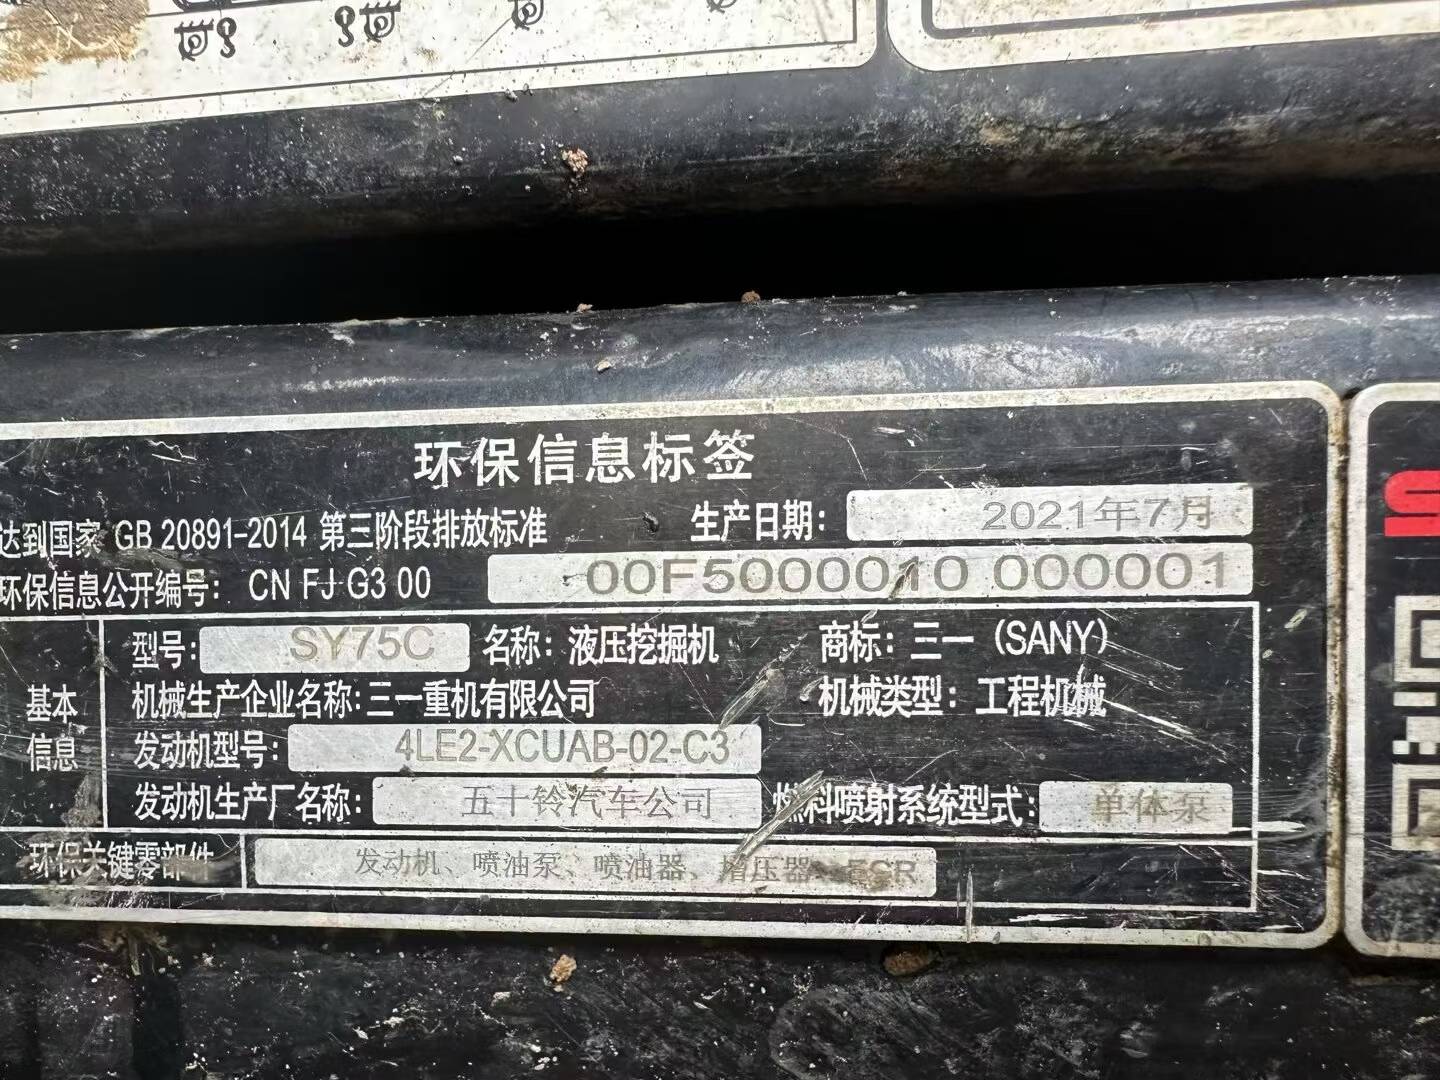 环保信息标签
达到国家 GB 20891-2014 第三阶段排放标准 生产日期: 2021年7月
环保信息公开编号: CN FJ G3 00 00F5000010 000001
基本信息
型号: SY75C 名称: 液压挖掘机 商标: 三一 (SANY)
机械生产企业名称: 三一重机有限公司 机械类型: 工程机械
发动机型号: 4LE2-XCUAB-02-C3
发动机生产厂名称: 五十铃汽车公司 燃料喷射系统型式: 单体泵
环保关键零部件 发动机、喷油泵、喷油器、增压器、EGR
S